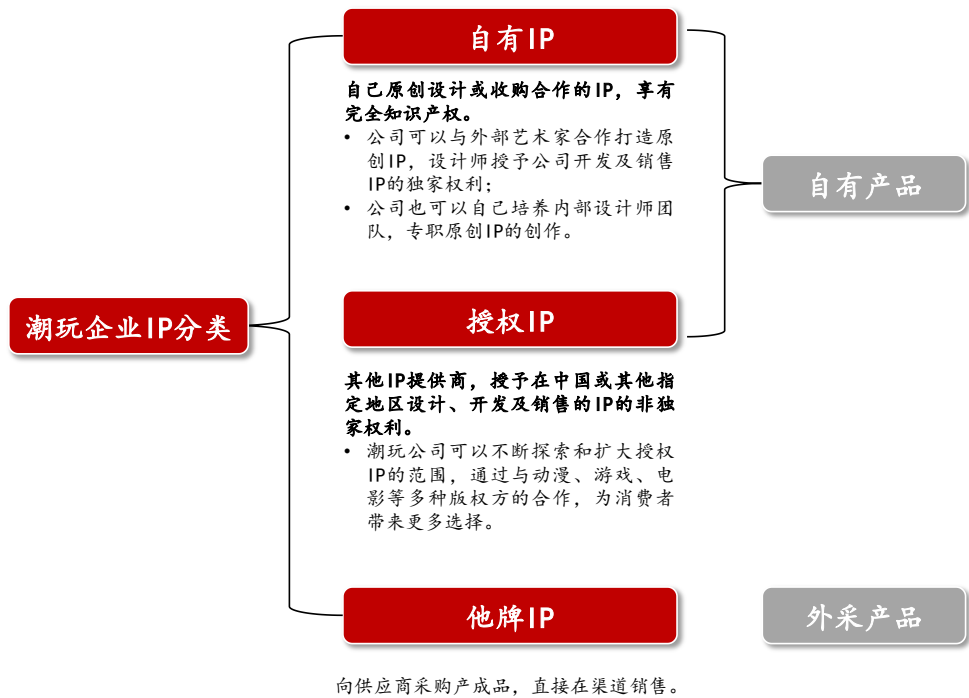 自有IP
自己原创设计或收购合作的IP，享有
完全知识产权。
• 公司可以与外部艺术家合作打造原
创IP，设计师授予公司开发及销售
IP的独家权利；
• 公司也可以自己培养内部设计师团
队，专职原创IP的创作。
自有产品
潮玩企业IP分类
授权IP
其他IP提供商，授予在中国或其他指
定地区设计、开发及销售的IP的非独
家权利。
• 潮玩公司可以不断探索和扩大授权
IP的范围，通过与动漫、游戏、电
影等多种版权方的合作，为消费者
带来更多选择。
他牌IP
外采产品
向供应商采购产成品，直接在渠道销售。